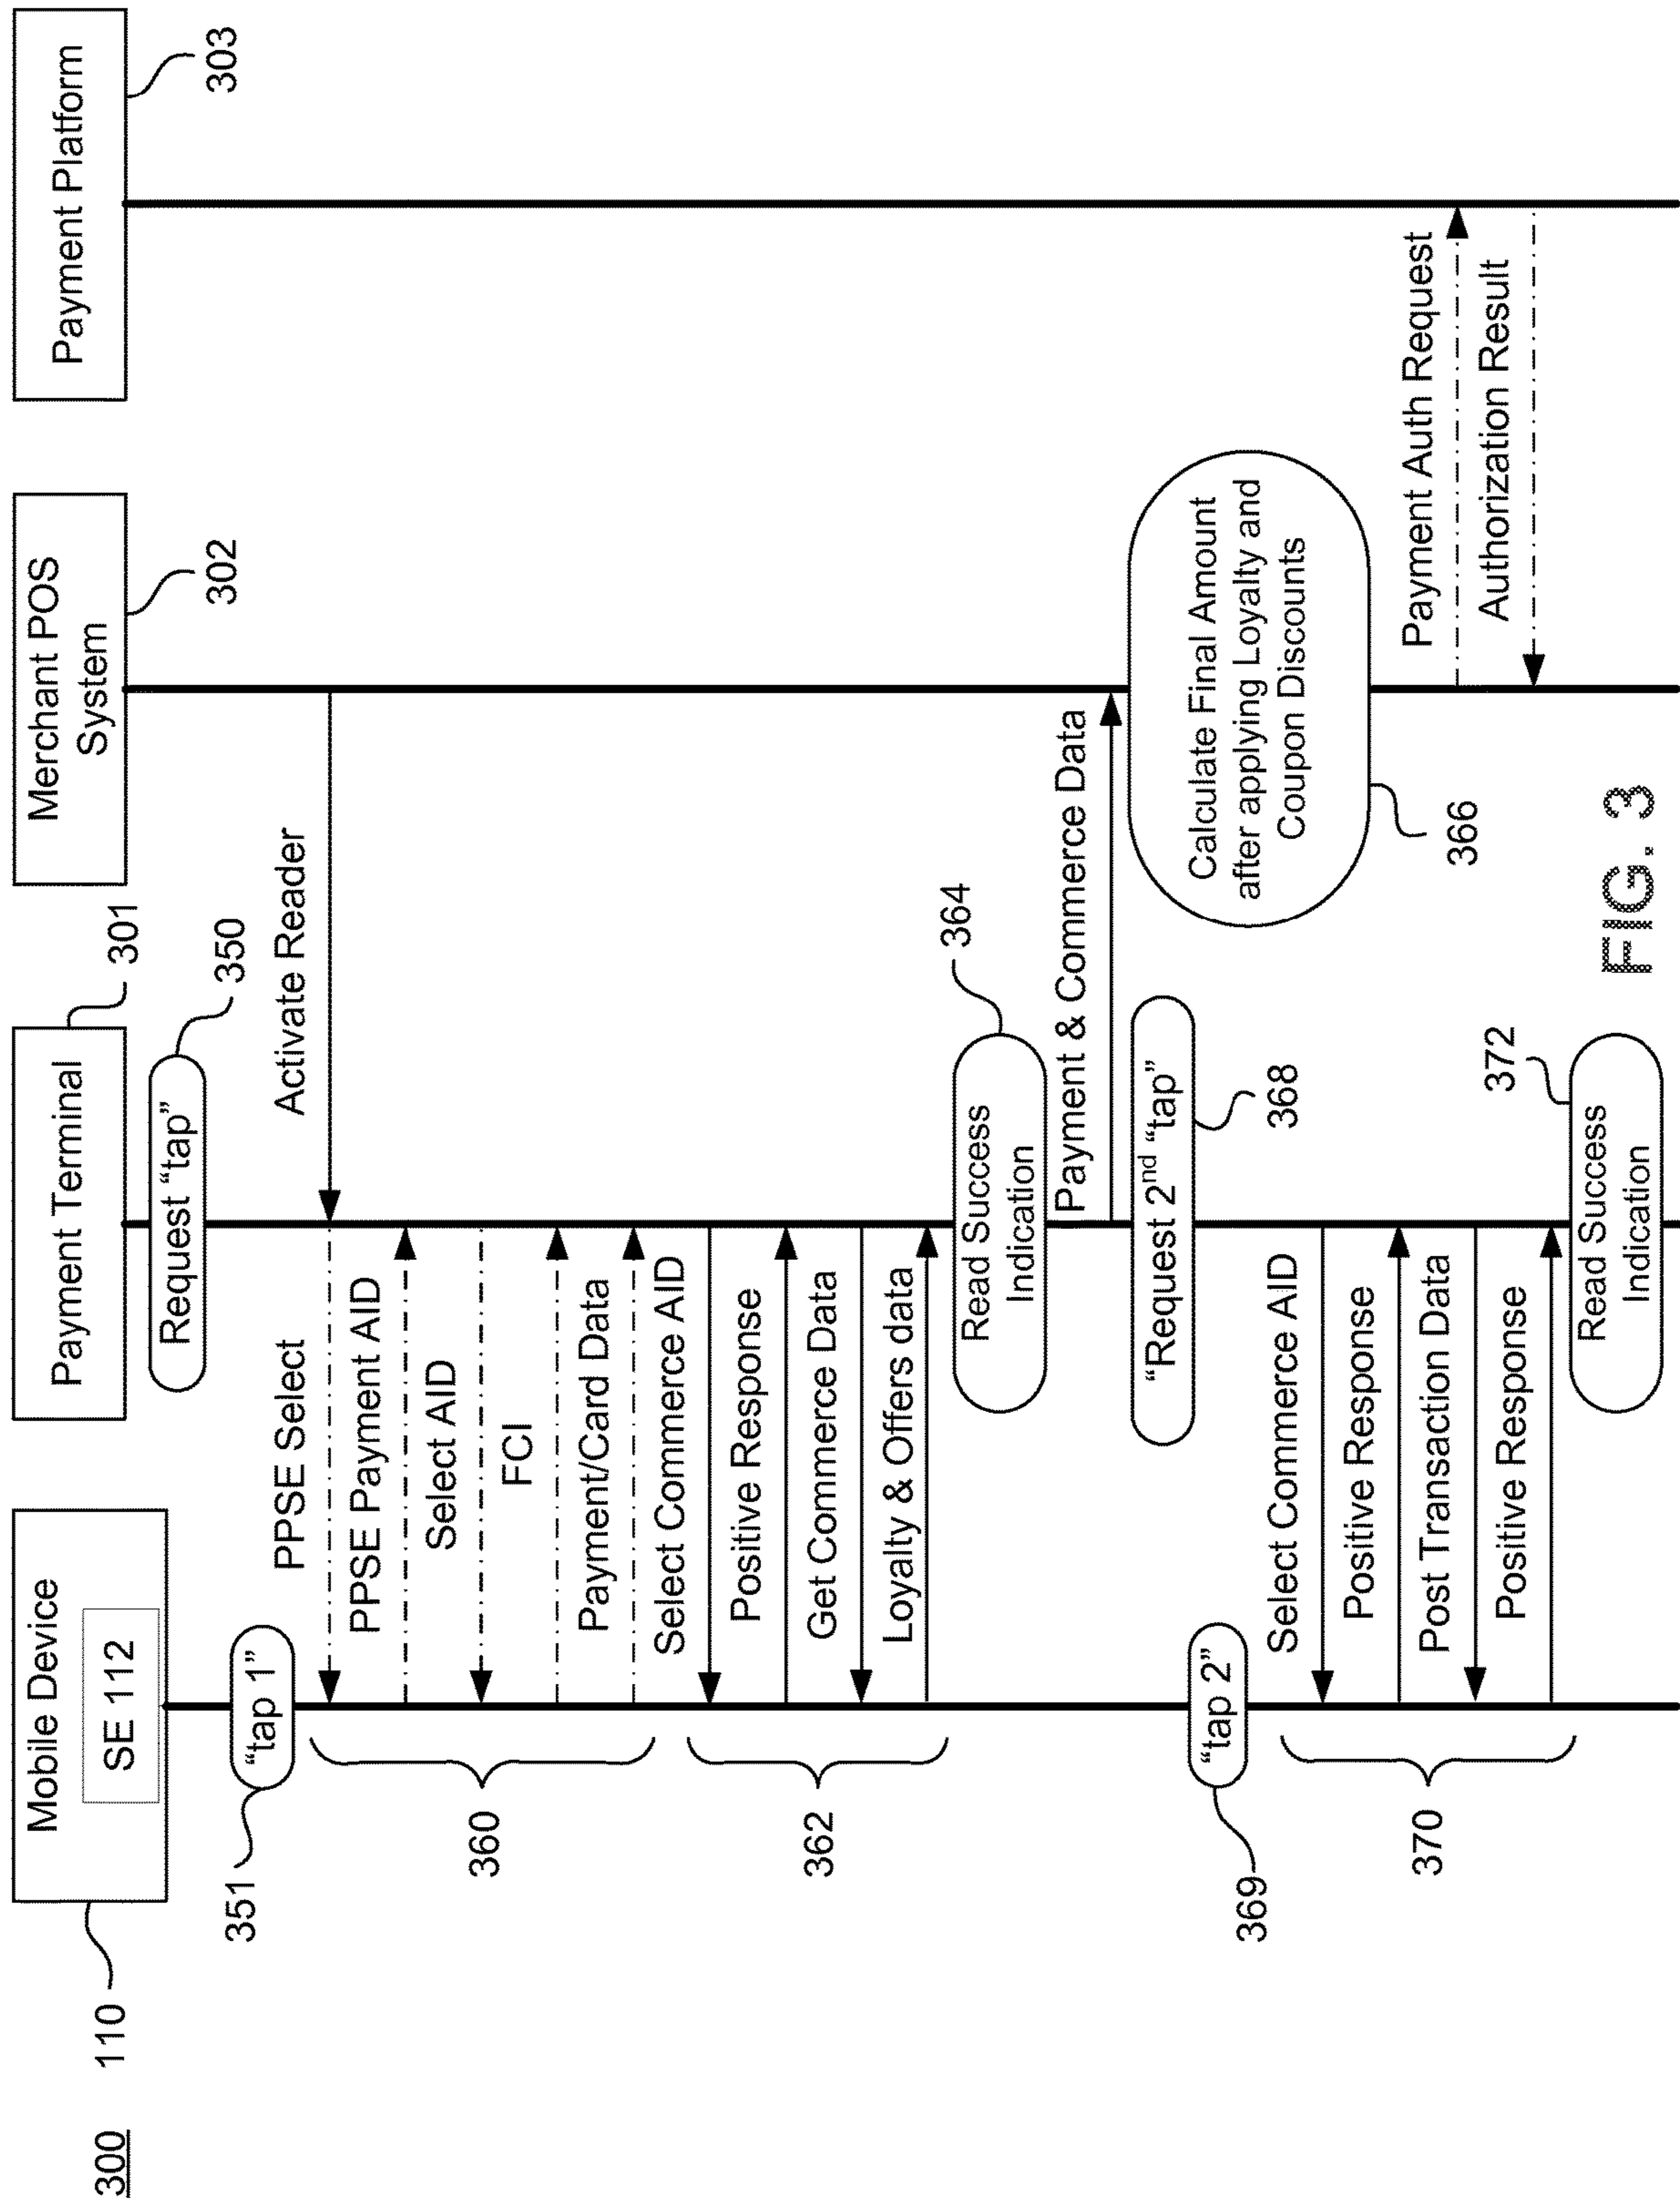 300
110
Mobile Device
SE 112
Payment Terminal
301
Merchant POS
System
302
Payment Platform
303
Request “tap”
350
“tap 1”
351
Activate Reader
PPSE Select
PPSE Payment AID
Select AID
FCI
Payment/Card Data
360
Select Commerce AID
Positive Response
Get Commerce Data
Loyalty & Offers data
362
Read Success
Indication
364
Payment & Commerce Data
Calculate Final Amount
after applying Loyalty and
Coupon Discounts
366
“Request 2nd “tap”
368
“tap 2”
369
Select Commerce AID
Positive Response
Post Transaction Data
Positive Response
370
Payment Auth Request
Authorization Result
Read Success
Indication
372
FIG. 3